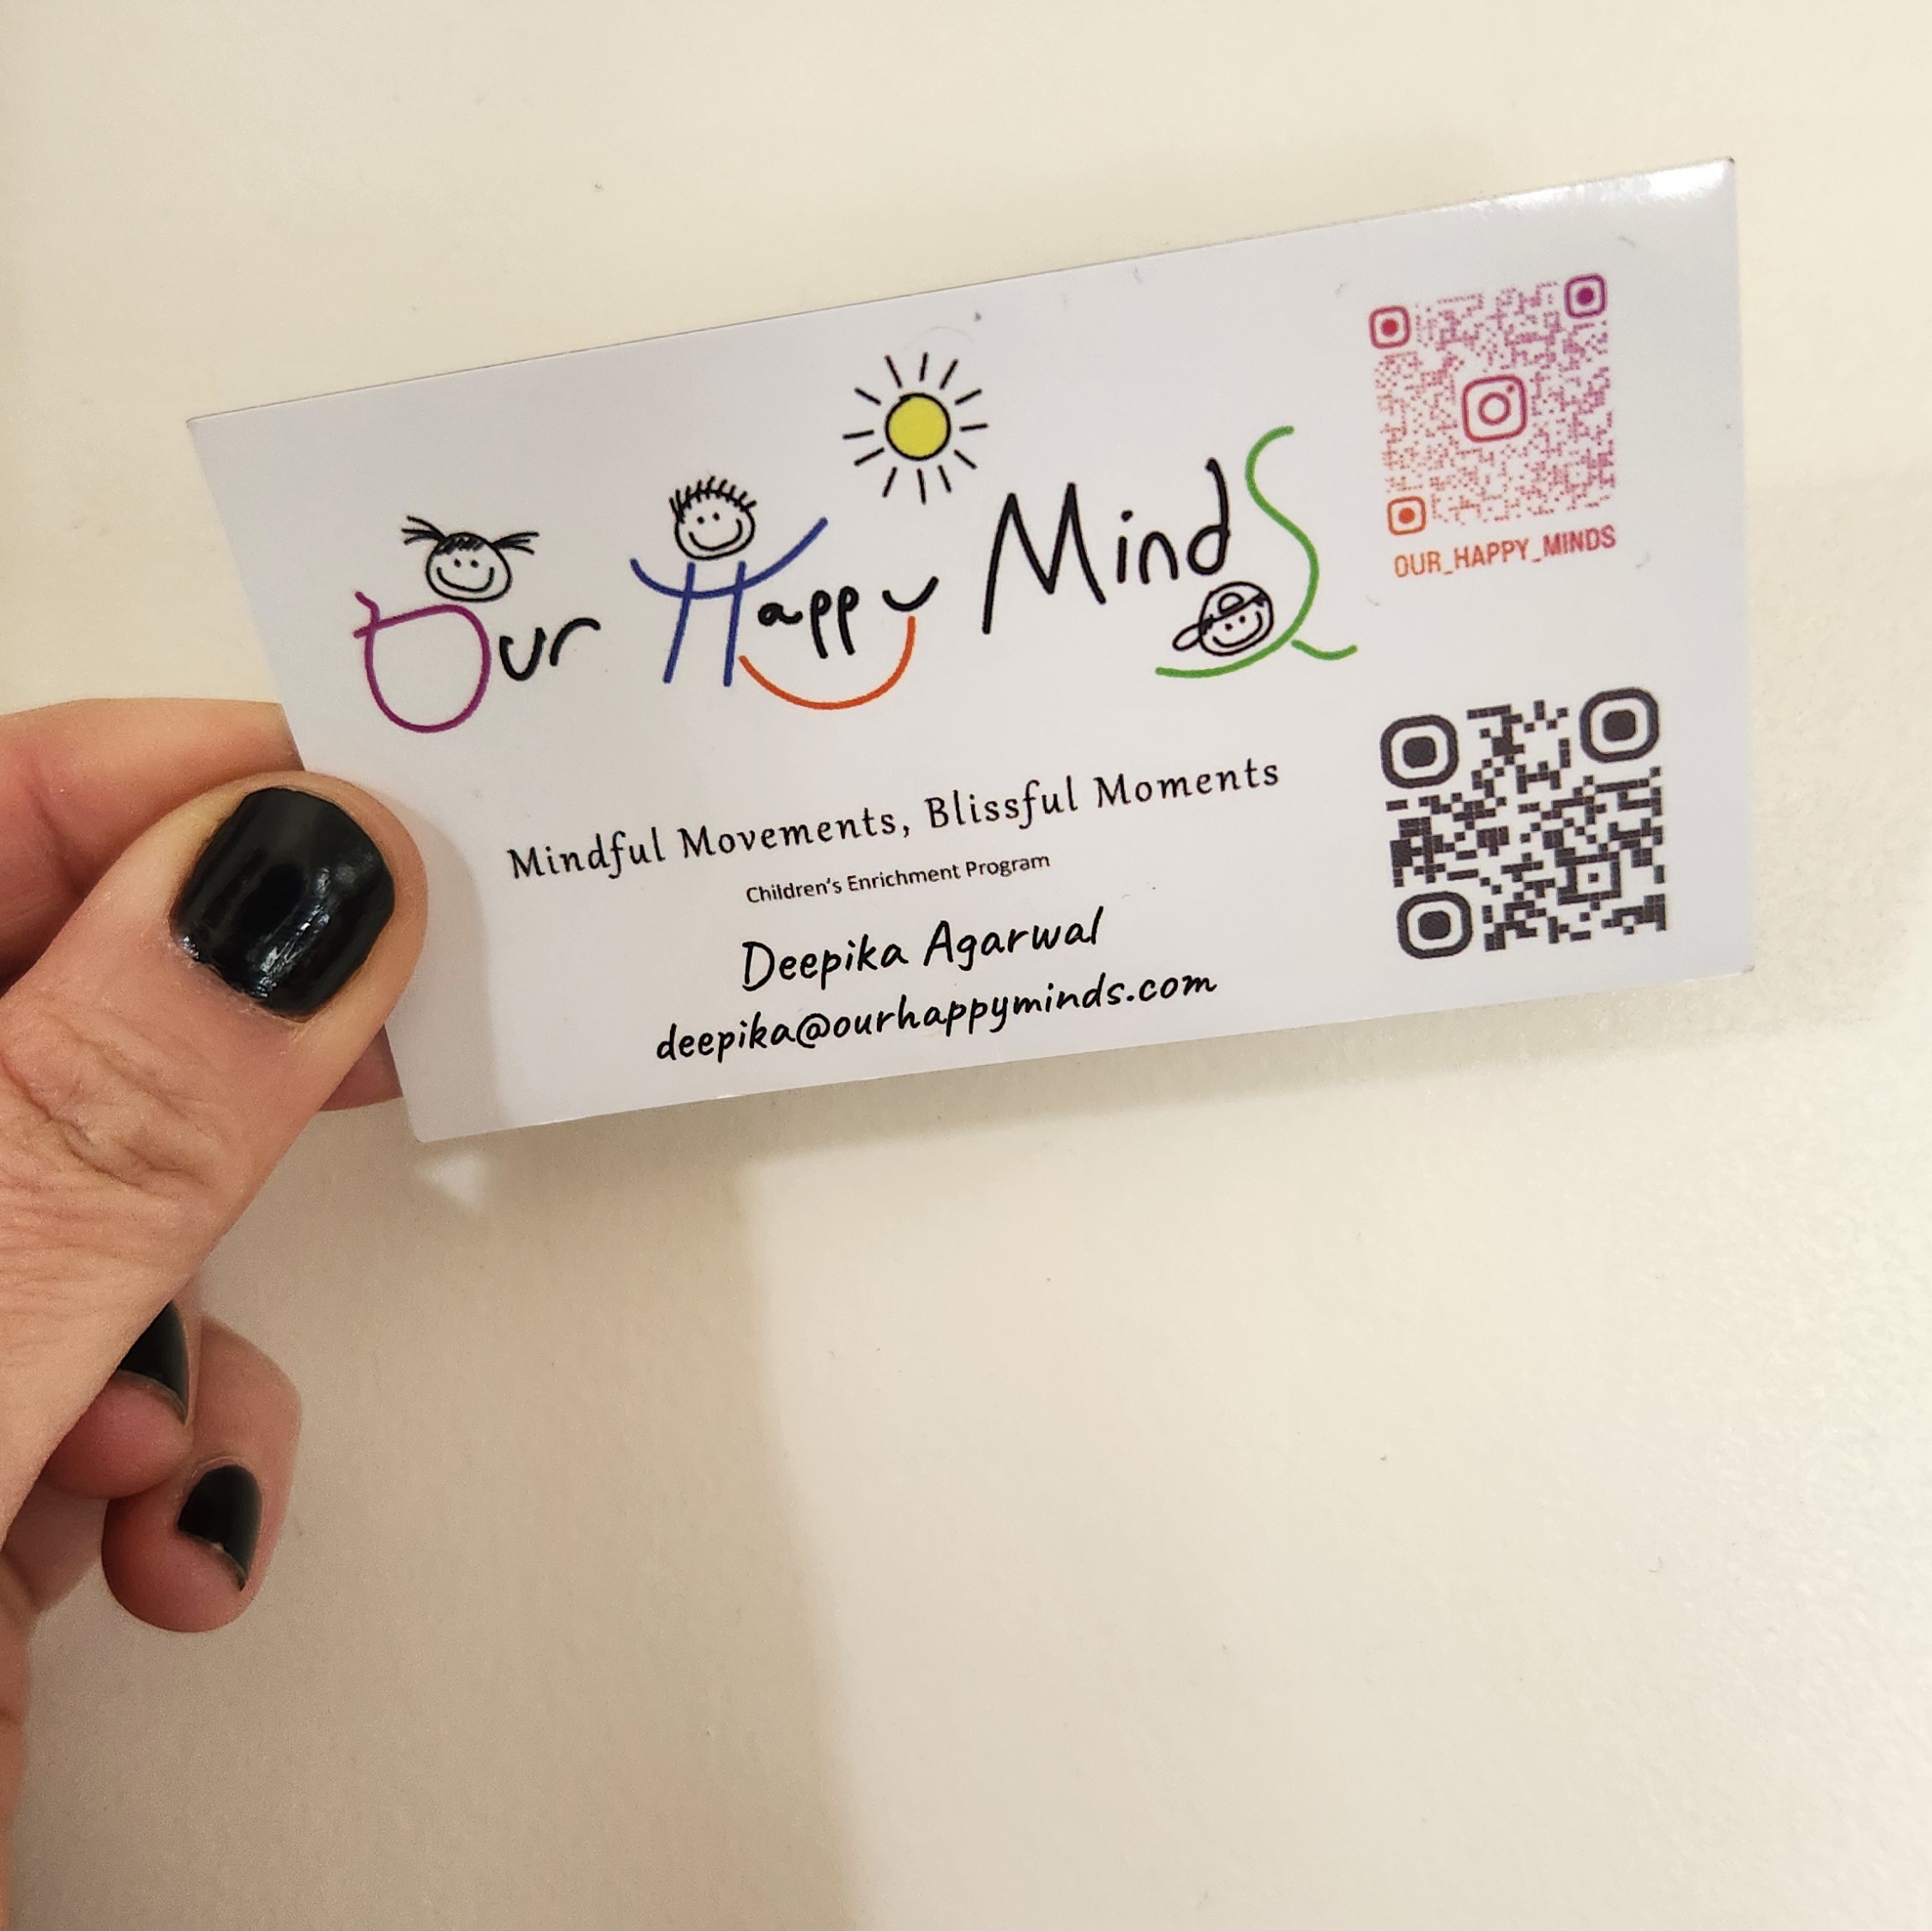 Our Happy Minds
OUR_HAPPY_MINDS
Mindful Movements, Blissful Moments
Children's Enrichment Program
Deepika Agarwal
deepika@ourhappyminds.com